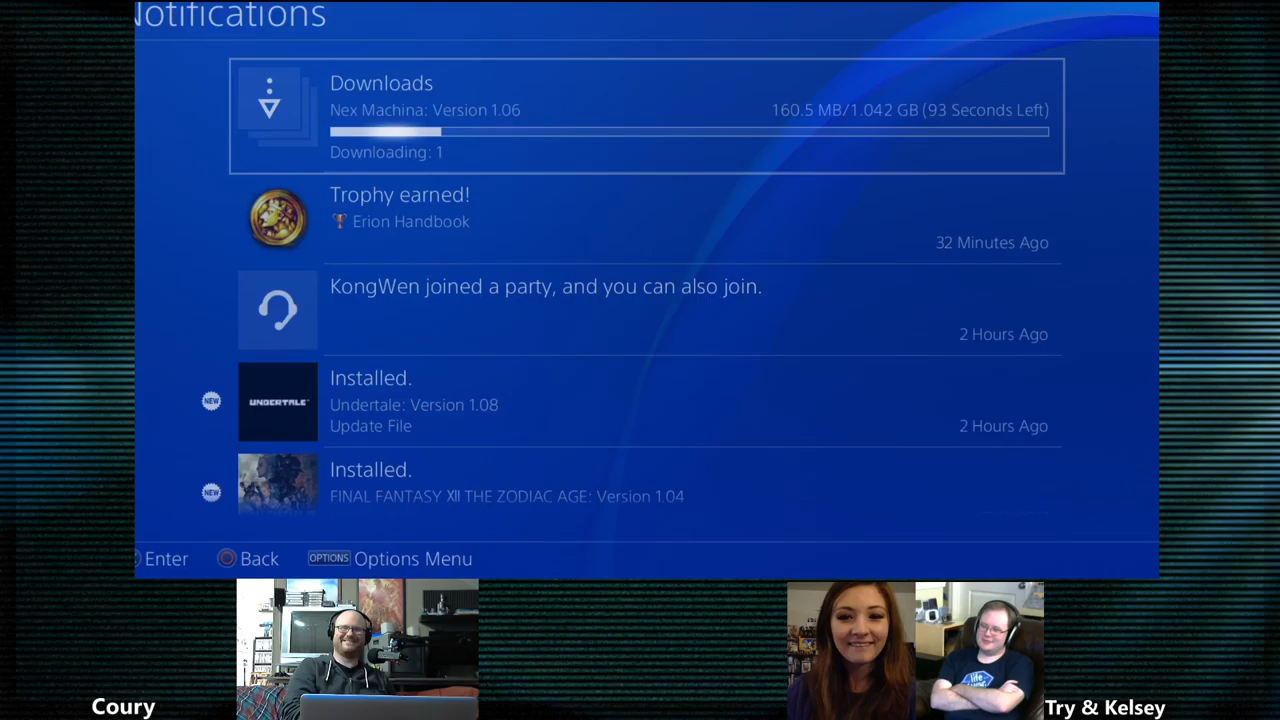 Notifications
Downloads
Nex Machina: Version 1.06
160.5 MB/1.042 GB (93 Seconds Left)
Downloading: 1
Trophy earned!
Erion Handbook
32 Minutes Ago
KongWen joined a party, and you can also join.
2 Hours Ago
NEW
UNDERTALE
Installed.
Undertale: Version 1.08
Update File
2 Hours Ago
NEW
Installed.
FINAL FANTASY XII THE ZODIAC AGE: Version 1.04
Enter
Back
OPTIONS
Options Menu
life
Coury
Try & Kelsey